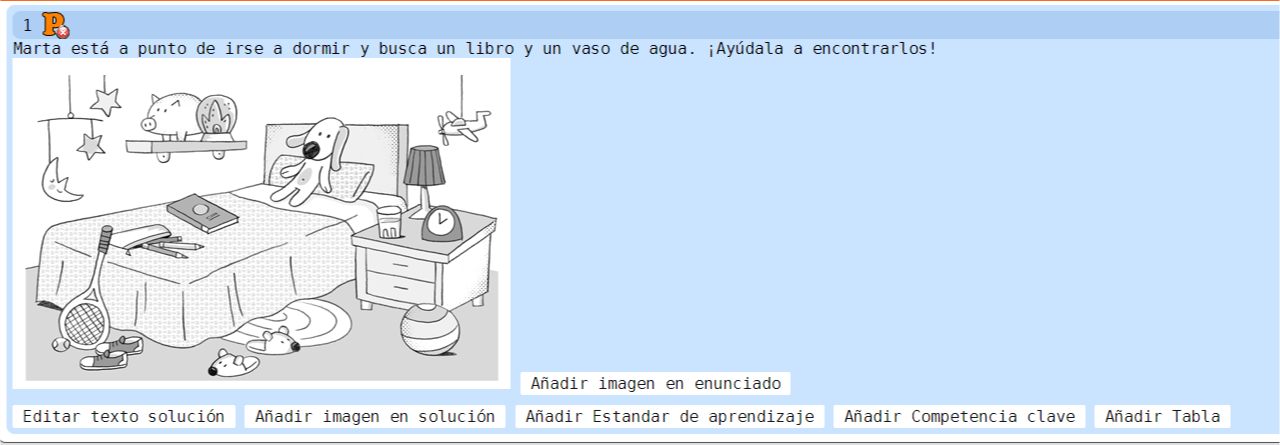 1
Marta está a punto de irse a dormir y busca un libro y un vaso de agua. ¡Ayúdala a encontrarlos!
Añadir imagen en enunciado
Editar texto solución Añadir imagen en solución Añadir Estandar de aprendizaje Añadir Competencia clave Añadir Tabla